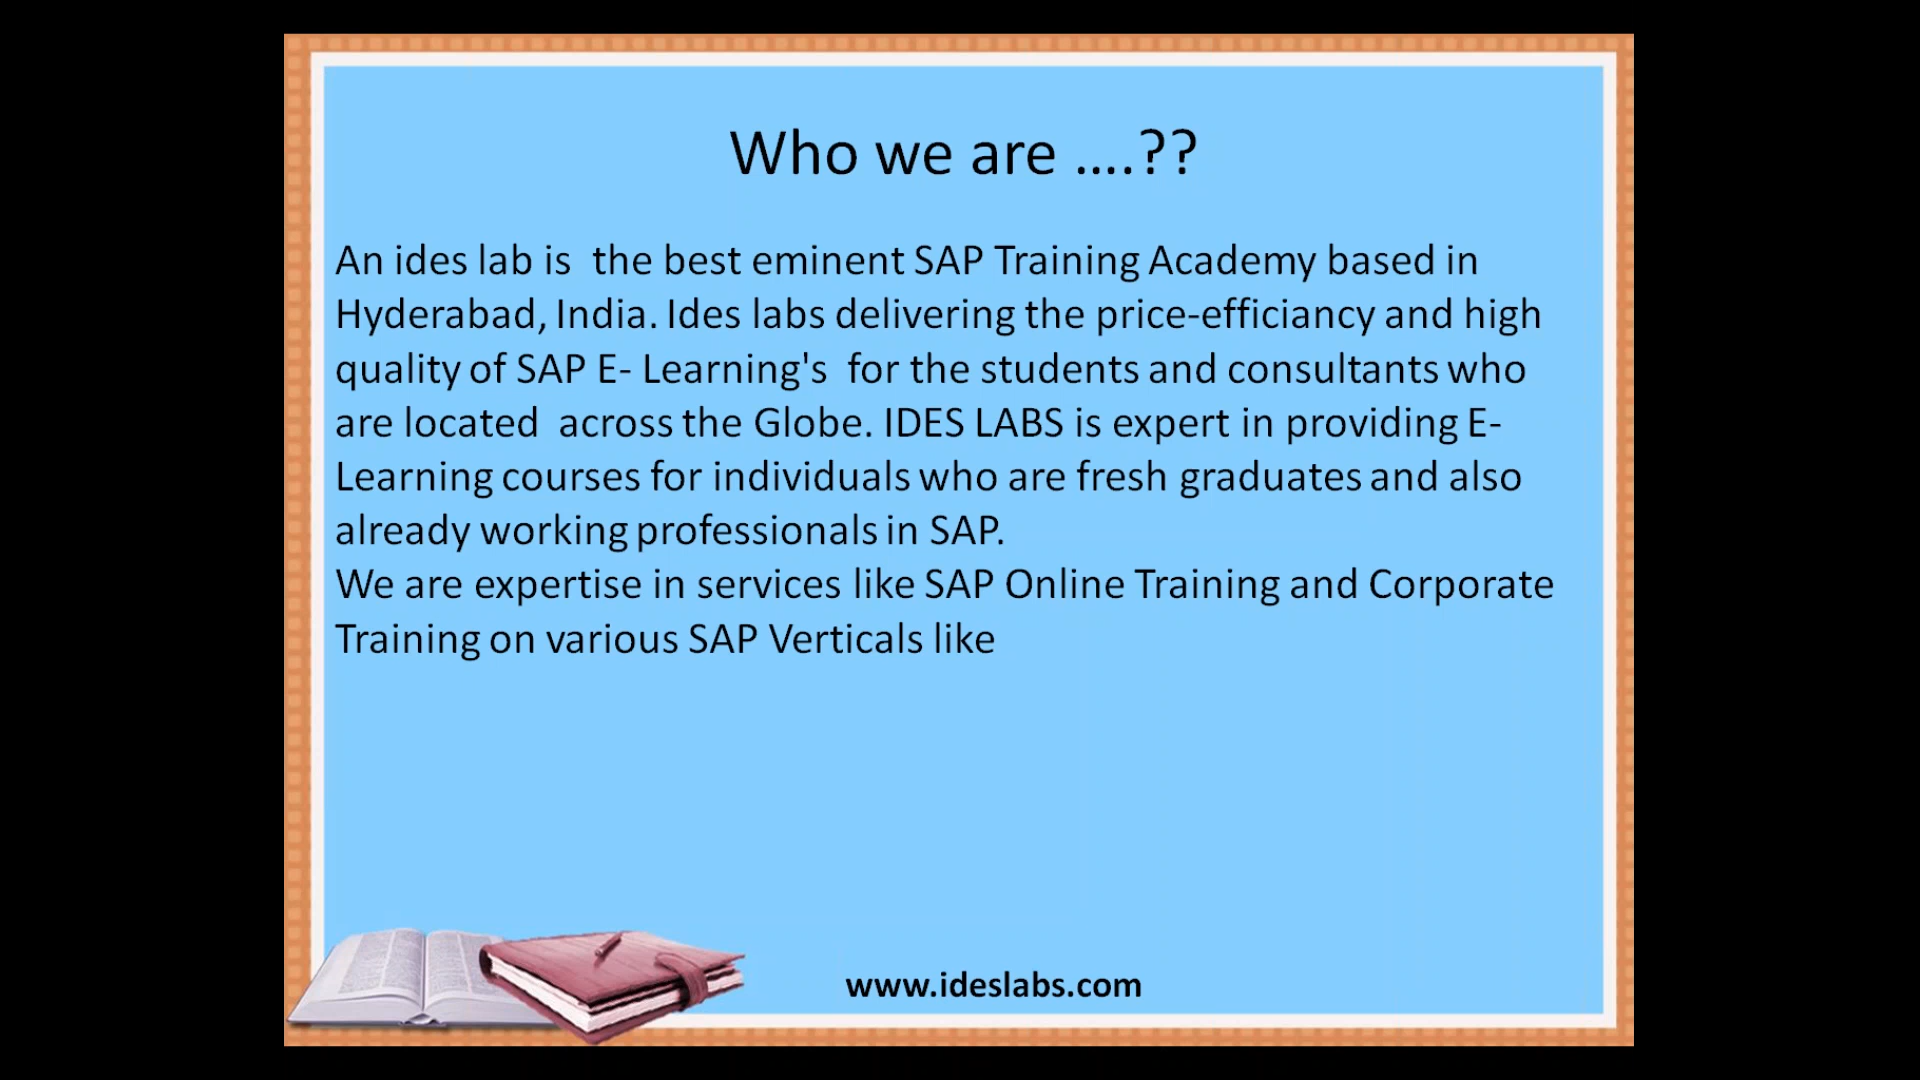 Who we are ....??
An ides lab is  the best eminent SAP Training Academy based in
Hyderabad, India. Ides labs delivering the price-efficiancy and high
quality of SAP E- Learning's  for the students and consultants who
are located  across the Globe. IDES LABS is expert in providing E-
Learning courses for individuals who are fresh graduates and also
already working professionals in SAP.
We are expertise in services like SAP Online Training and Corporate
Training on various SAP Verticals like
www.ideslabs.com